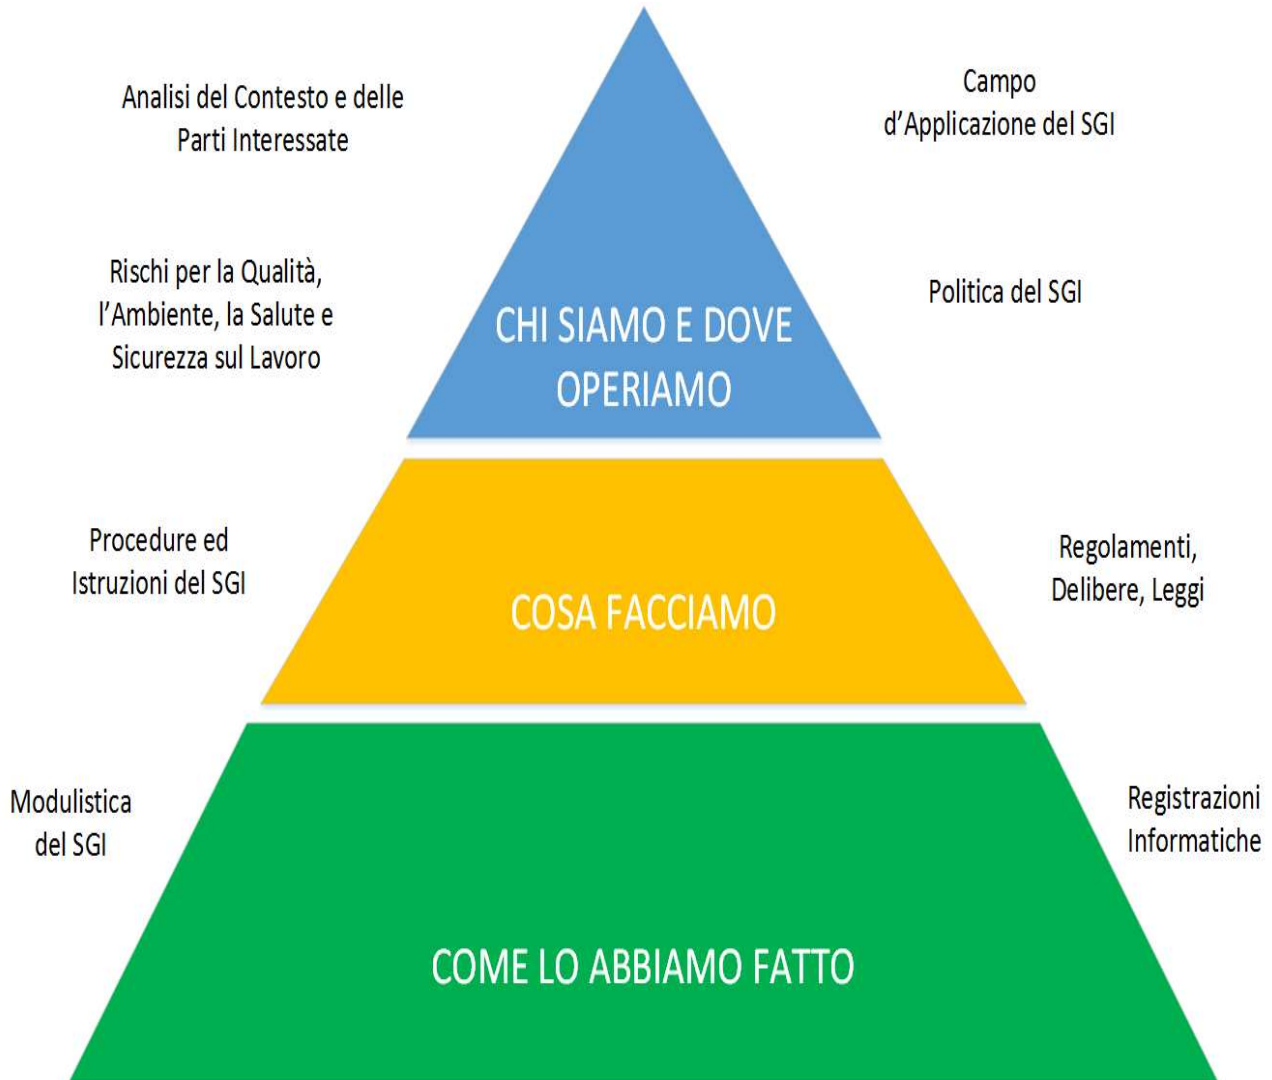 Analisi del Contesto e delle
Parti Interessate
Campo
d'Applicazione del SGI
Rischi per la Qualità,
l'Ambiente, la Salute e
Sicurezza sul Lavoro
Politica del SGI
CHI SIAMO E DOVE
OPERIAMO
Procedure ed
Istruzioni del SGI
COSA FACCIAMO
Regolamenti,
Delibere, Leggi
Modulistica
del SGI
Registrazioni
Informatiche
COME LO ABBIAMO FATTO